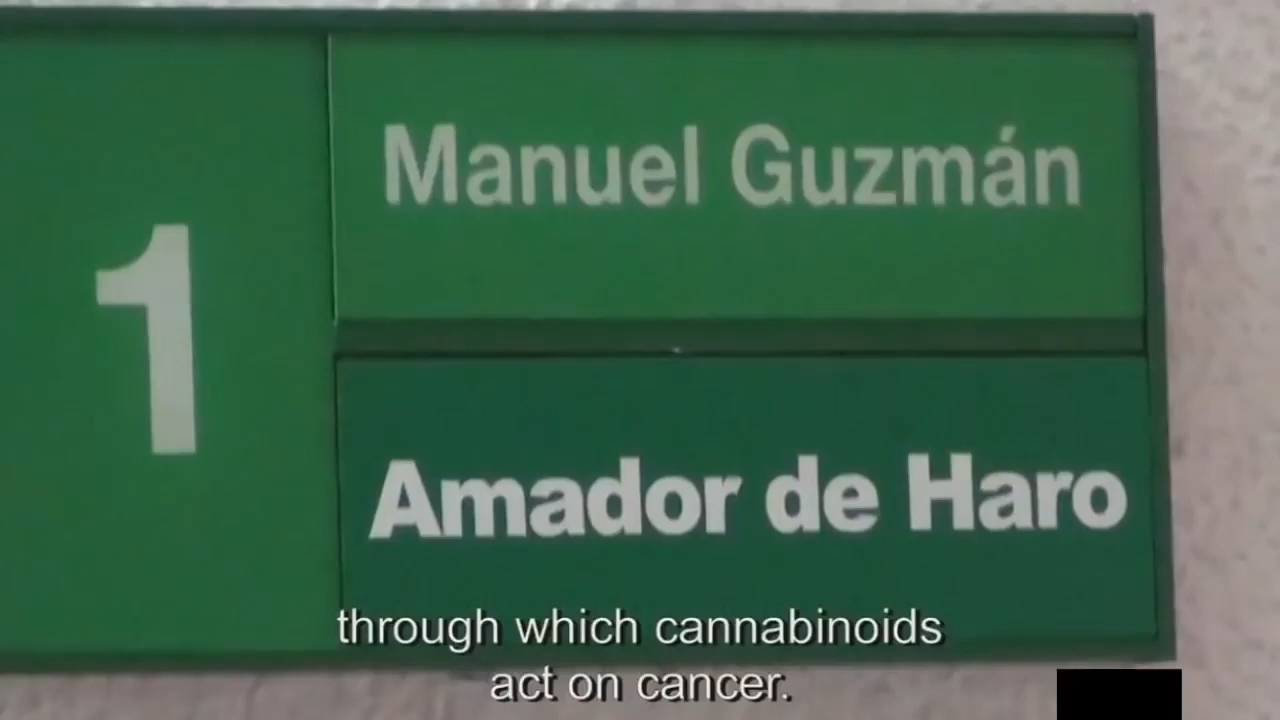 1
Manuel Guzmán
Amador de Haro
through which cannabinoids
act on cancer.